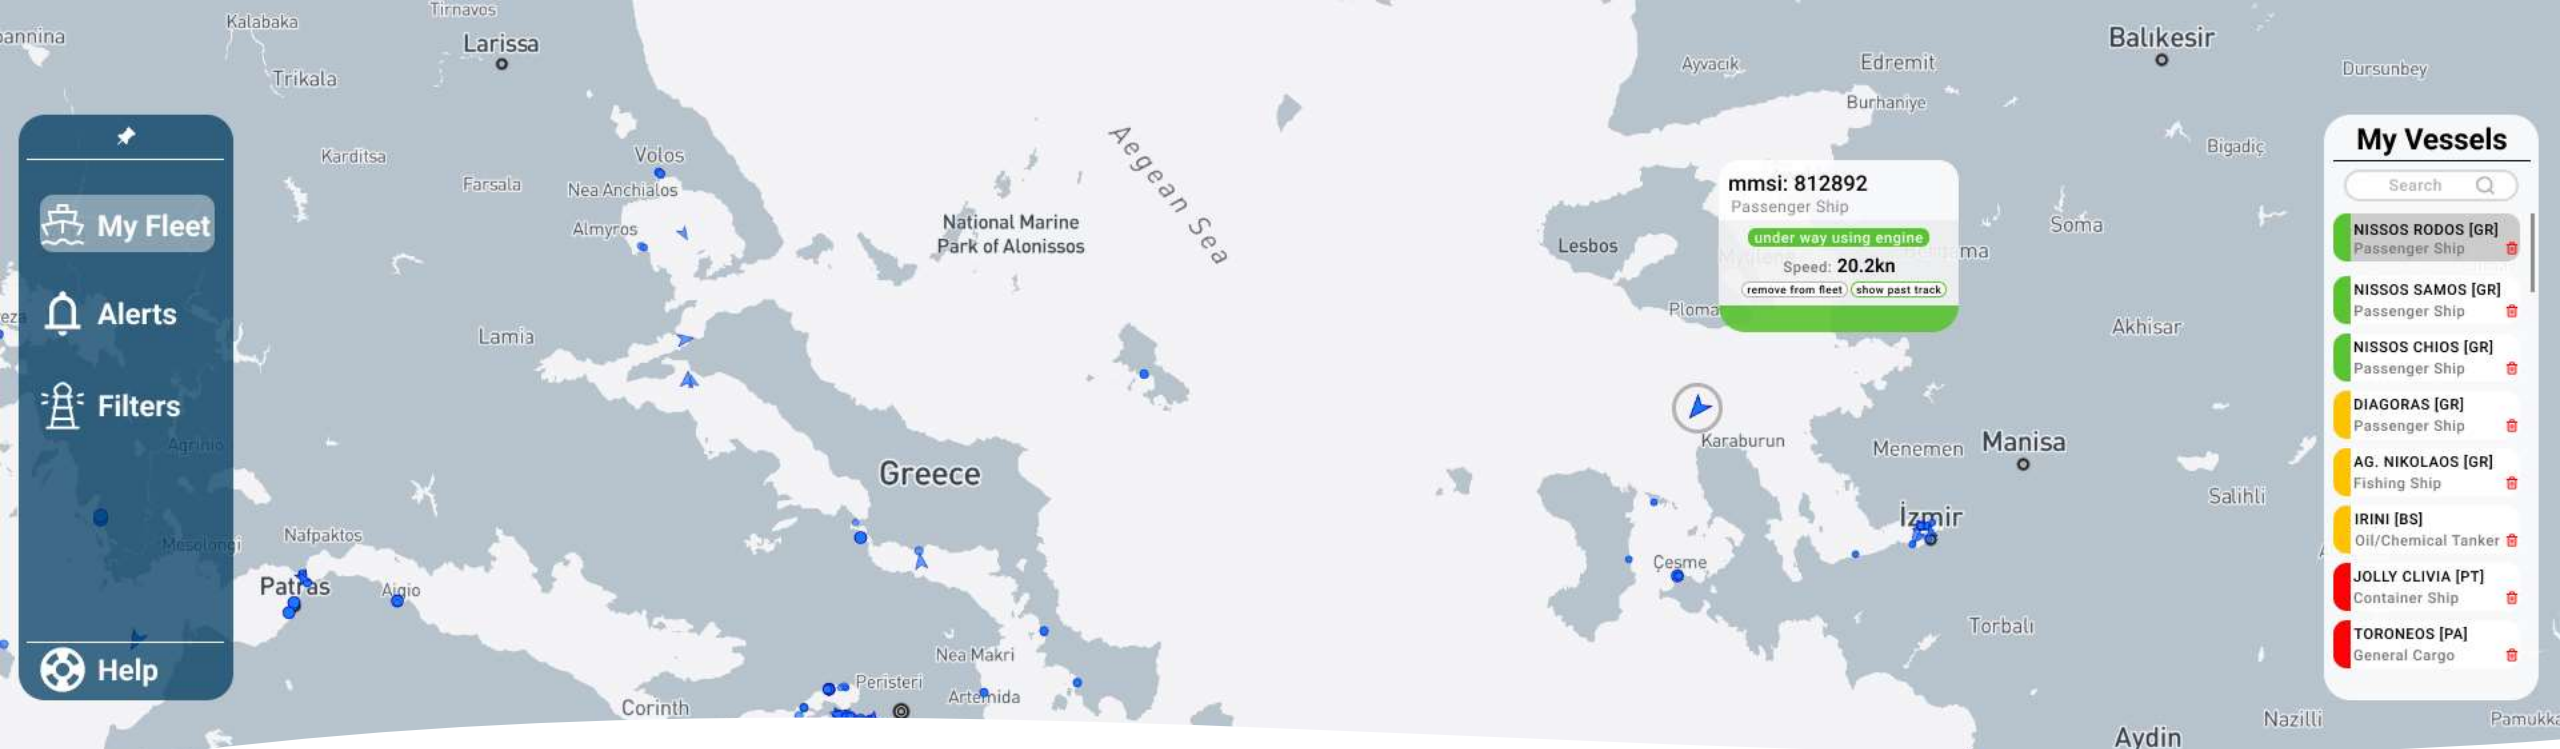 Tirnavos
Kalabaka
Larissa
Trikala
Karditsa
Farsala
Volos
Nea Anchialos
Almyros
Lamia
My Fleet
Alerts
Filters
Agrinio
Mesolongi
Help
Nafpaktos
Patras
Aigio
Corinth
Greece
National Marine
Park of Alonissos
Aegean Sea
Nea Makri
Peristeri
Artemida
Ayvacık
Edremit
Burhaniye
Balıkesir
Dursunbey
Bigadiç
Lesbos
mmsi: 812892
Passenger Ship
under way using engine
Speed: 20.2kn
remove from fleet
show past track
Soma
Akhisar
Karaburun
Menemen
Manisa
Salihli
İzmir
Çeşme
Torbalı
Nazilli
Aydin
My Vessels
Search
NISSOS RODOS [GR]
Passenger Ship
NISSOS SAMOS [GR]
Passenger Ship
NISSOS CHIOS [GR]
Passenger Ship
DIAGORAS [GR]
Passenger Ship
AG. NIKOLAOS [GR]
Fishing Ship
IRINI [BS]
Oil/Chemical Tanker
JOLLY CLIVIA [PT]
Container Ship
TORONEOS [PA]
General Cargo